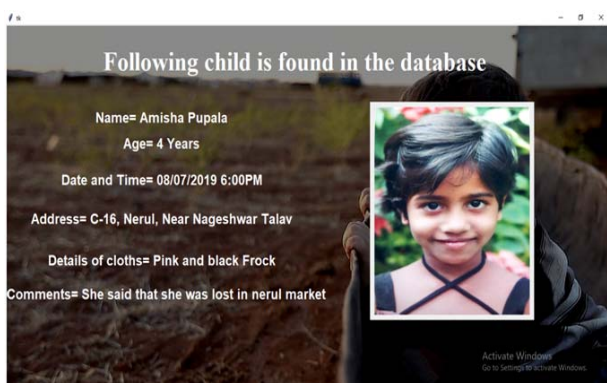 Following child is found in the database
Name= Amisha Pupala
Age= 4 Years
Date and Time= 08/07/2019 6:00PM
Address= C-16, Nerul, Near Nageshwar Talav
Details of cloths= Pink and black Frock
Comments= She said that she was lost in nerul market
Activate Windows
Go to Settings to activate Windows.